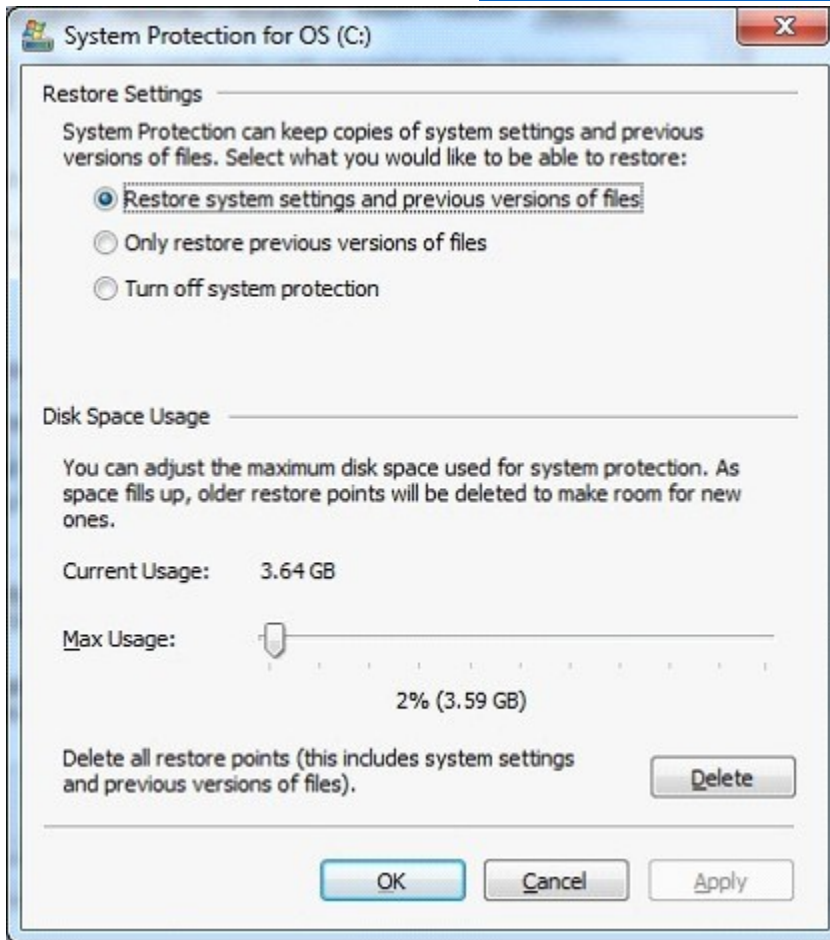 System Protection for OS (C:)
Restore Settings
System Protection can keep copies of system settings and previous
versions of files. Select what you would like to be able to restore:
Restore system settings and previous versions of files
Only restore previous versions of files
Turn off system protection
Disk Space Usage
You can adjust the maximum disk space used for system protection. As
space fills up, older restore points will be deleted to make room for new
ones.
Current Usage: 3.64 GB
Max Usage:
2% (3.59 GB)
Delete all restore points (this includes system settings
and previous versions of files).
Delete
OK Cancel Apply